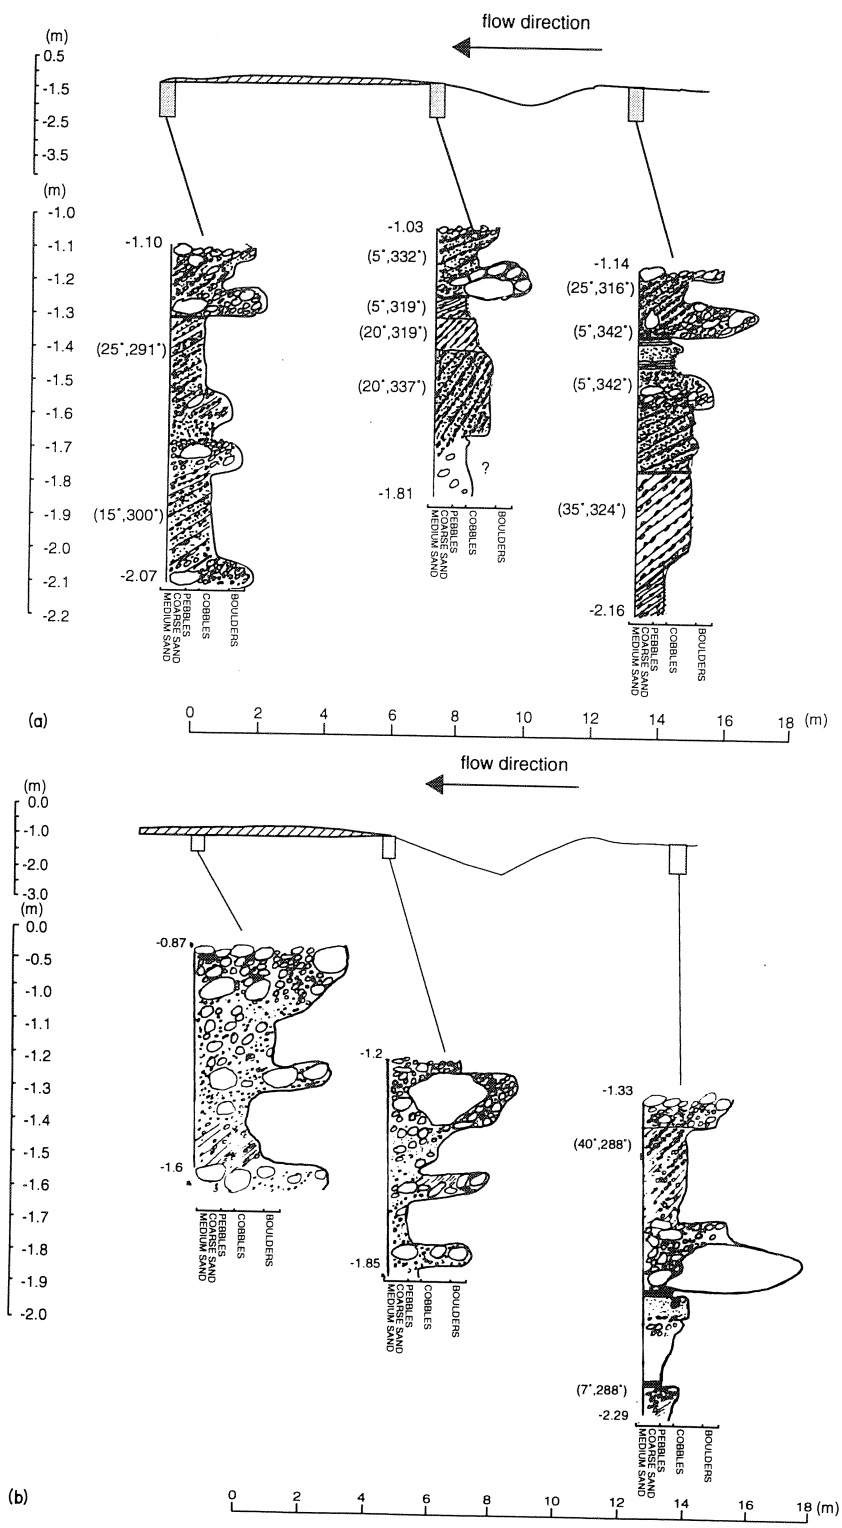 flow direction
(m)
0.5
-1.5
-2.5
-3.5
(m)
-1.0
-1.1
-1.2
-1.3
-1.4
-1.5
-1.6
-1.7
-1.8
-1.9
-2.0
-2.1
-2.2
-1.10
(25°,291°)
(15°,300°)
-2.07
MEDIUM SAND
COARSE SAND
PEBBLES
COBBLES
BOULDERS
-1.03
(5°,332°)
(5°,319°)
(20°,319°)
(20°,337°)
?
-1.81
MEDIUM SAND
COARSE SAND
PEBBLES
COBBLES
BOULDERS
-1.14
(25°,316°)
(5°,342°)
(5°,342°)
(35°,324°)
-2.16
MEDIUM SAND
COARSE SAND
PEBBLES
COBBLES
BOULDERS
(a)
0 2 4 6 8 10 12 14 16 18 (m)
flow direction
(m)
0.0
-1.0
-2.0
-3.0
(m)
0.0
-0.5
-1.0
-1.1
-1.2
-1.3
-1.4
-1.5
-1.6
-1.7
-1.8
-1.9
-2.0
-0.87
-1.6
MEDIUM SAND
COARSE SAND
PEBBLES
COBBLES
BOULDERS
-1.2
-1.85
MEDIUM SAND
COARSE SAND
PEBBLES
COBBLES
BOULDERS
-1.33
(40°,288°)
(7°,288°)
-2.29
MEDIUM SAND
COARSE SAND
PEBBLES
COBBLES
BOULDERS
(b)
0 2 4 6 8 10 12 14 16 18 (m)